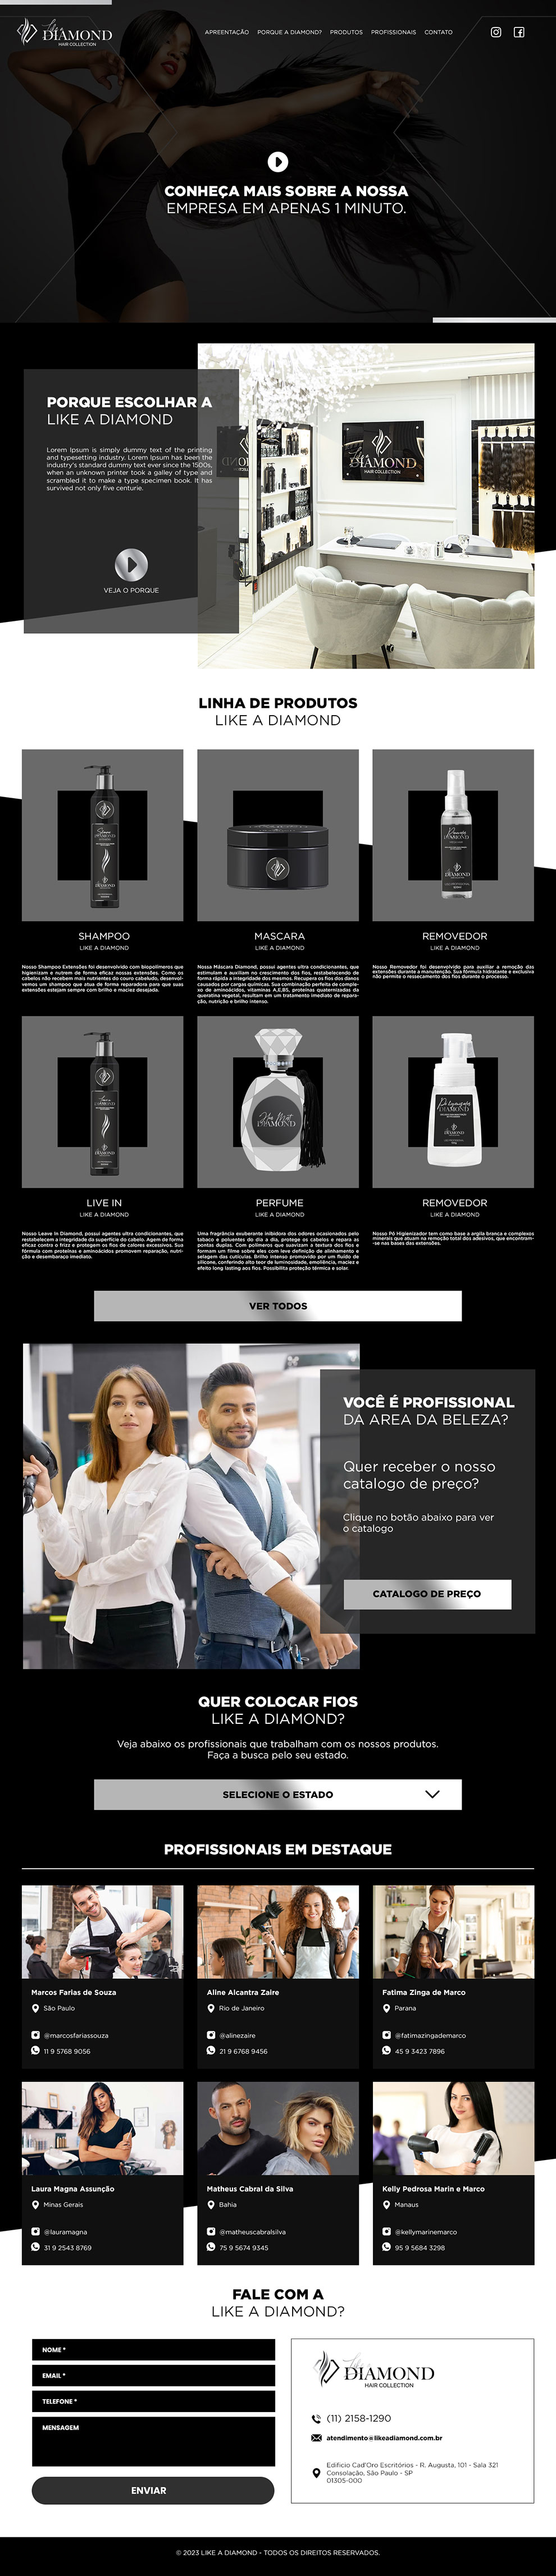 Like a
DIAMOND
HAIR COLLECTION
APREENTAÇÃO PORQUE A DIAMOND? PRODUTOS PROFISSIONAIS CONTATO
CONHEÇA MAIS SOBRE A NOSSA
EMPRESA EM APENAS 1 MINUTO.
PORQUE ESCOLHAR A
LIKE A DIAMOND
Lorem Ipsum is simply dummy text of the printing
and typesetting industry. Lorem Ipsum has been the
industry's standard dummy text ever since the 1500s,
when an unknown printer took a galley of type and
scrambled it to make a type specimen book. It has
survived not only five centurie.
VEJA O PORQUE
DIAMOND
HAIR COLLECTION
LINHA DE PRODUTOS
LIKE A DIAMOND
DIAMOND
DIAMOND
DIAMOND
SHAMPOO
LIKE A DIAMOND
Nosso Shampoo Extensões foi desenvolvido com biopolímeros que
higienizam e nutrem de forma eficaz nossas extensões. Como os
cabelos não recebem mais nutrientes do couro cabeludo, desenvol-
vemos um shampoo que atua de forma reparadora para que suas
extensões estejam sempre com brilho e maciez desejada.
MASCARA
LIKE A DIAMOND
Nossa Máscara Diamond, possui agentes ultra condicionantes, que
estimulam e auxiliam no crescimento dos fios, restabelecendo de
forma rápida a integridade dos mesmos. Recupera os fios dos danos
causados por cargas químicas. Sua combinação perfeita de comple-
xo de aminoácidos, vitaminas A,E,B5, proteínas quaternizadas da
queratina vegetal, resultam em um tratamento imediato de repara-
ção, nutrição e brilho intenso.
REMOVEDOR
LIKE A DIAMOND
Nosso Removedor foi desenvolvido para auxiliar a remoção das
extensões durante a manutenção. Sua fórmula hidratante e exclusiva
não permite o ressecamento dos fios durante o processo.
DIAMOND
Hair Mist
DIAMOND
Pó Higienizador
DIAMOND
LIVE IN
LIKE A DIAMOND
Nosso Leave In Diamond, possui agentes ultra condicionantes, que
restabelecem a integridade da superfície do cabelo. Agem de forma
eficaz contra o frizz e protegem os fios de calores excessivos. Sua
fórmula com proteínas e aminoácidos promovem reparação, nutri-
ção e desembaraço imediato.
PERFUME
LIKE A DIAMOND
Uma fragrância exuberante inibidora dos odores ocasionados pelo
tabaco e poluentes do dia a dia, protege os cabelos e repara as
pontas duplas. Com polímeros que suavizam a textura dos fios e
formam um filme sobre eles com leve definição de alinhamento e
selagem das cutículas. Brilho intenso promovido por um fluido de
silicone, conferindo alto teor de luminosidade, emoliência, maciez e
efeito long lasting aos fios. Possibilita proteção térmica e solar.
REMOVEDOR
LIKE A DIAMOND
Nosso Pó Higienizador tem como base a argila branca e complexos
minerais que atuam na remoção total dos adesivos, que encontram-
-se nas bases das extensões.
VER TODOS
VOCÊ É PROFISSIONAL
DA AREA DA BELEZA?
Quer receber o nosso
catalogo de preço?
Clique no botão abaixo para ver
o catalogo
CATALOGO DE PREÇO
QUER COLOCAR FIOS
LIKE A DIAMOND?
Veja abaixo os profissionais que trabalham com os nossos produtos.
Faça a busca pelo seu estado.
SELECIONE O ESTADO
PROFISSIONAIS EM DESTAQUE
Marcos Farias de Souza
São Paulo
@marcosfariassouza
11 9 5768 9056
Aline Alcantra Zaire
Rio de Janeiro
@alinezaire
21 9 6768 9456
Fatima Zinga de Marco
Parana
@fatimazingademarco
45 9 3423 7896
Laura Magna Assunção
Minas Gerais
@lauramagna
31 9 2543 8769
Matheus Cabral da Silva
Bahia
@matheuscabralsilva
75 9 5674 9345
Kelly Pedrosa Marin e Marco
Manaus
@kellymarinemarco
95 9 5684 3298
FALE COM A
LIKE A DIAMOND?
NOME *
EMAIL *
TELEFONE *
MENSAGEM
ENVIAR
Like a
DIAMOND
HAIR COLLECTION
(11) 2158-1290
atendimento@likeadiamond.com.br
Edificio Cad'Oro Escritórios - R. Augusta, 101 - Sala 321
Consolação, São Paulo - SP
01305-000
© 2023 LIKE A DIAMOND - TODOS OS DIREITOS RESERVADOS.